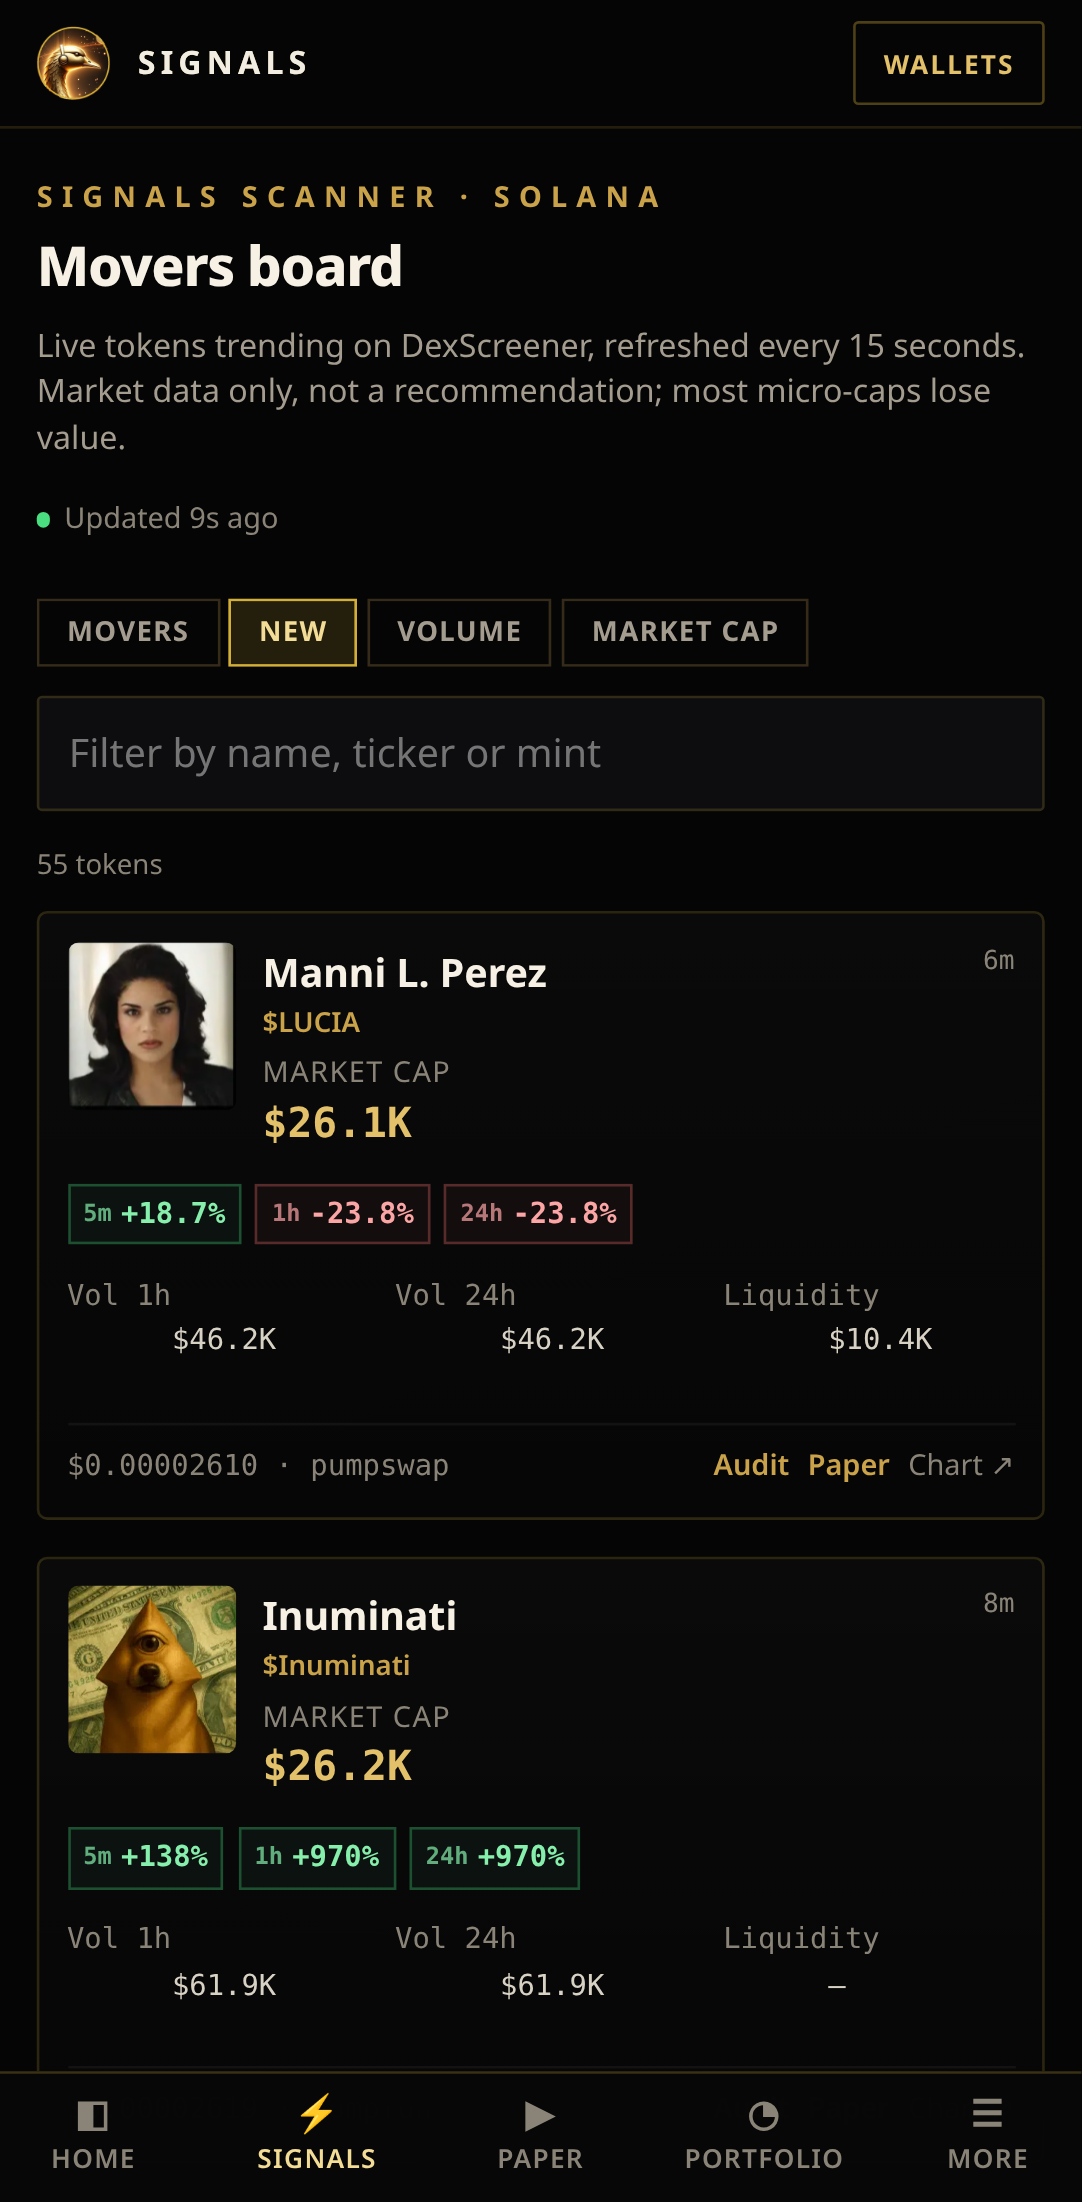 SIGNALS
WALLETS
SIGNALS SCANNER · SOLANA
Movers board
Live tokens trending on DexScreener, refreshed every 15 seconds.
Market data only, not a recommendation; most micro-caps lose
value.
Updated 9s ago
MOVERS NEW VOLUME MARKET CAP
Filter by name, ticker or mint
55 tokens
Manni L. Perez 6m
$LUCIA
MARKET CAP
$26.1K
5m +18.7% 1h -23.8% 24h -23.8%
Vol 1h Vol 24h Liquidity
$46.2K $46.2K $10.4K
$0.00002610 · pumpswap Audit Paper Chart ↗
Inuminati 8m
$Inuminati
MARKET CAP
$26.2K
5m +138% 1h +970% 24h +970%
Vol 1h Vol 24h Liquidity
$61.9K $61.9K —
HOME SIGNALS PAPER PORTFOLIO MORE